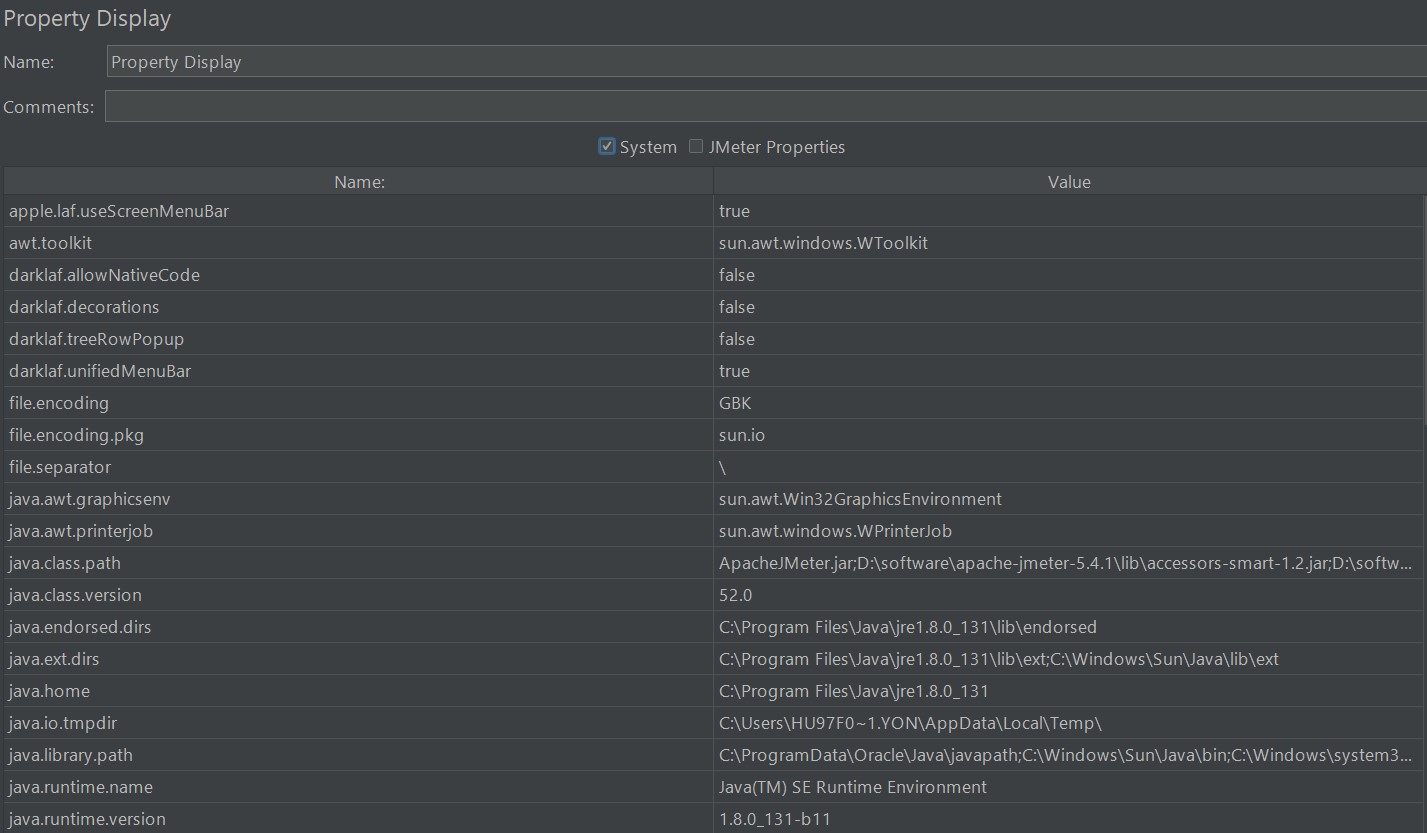 Property Display
Name: Property Display
Comments:
System JMeter Properties
Name: Value
apple.laf.useScreenMenuBar true
awt.toolkit sun.awt.windows.WToolkit
darklaf.allowNativeCode false
darklaf.decorations false
darklaf.treeRowPopup false
darklaf.unifiedMenuBar true
file.encoding GBK
file.encoding.pkg sun.io
file.separator \
java.awt.graphicsenv sun.awt.Win32GraphicsEnvironment
java.awt.printerjob sun.awt.windows.WPrinterJob
java.class.path ApacheJMeter.jar;D:\software\apache-jmeter-5.4.1\lib\accessors-smart-1.2.jar;D:\softw...
java.class.version 52.0
java.endorsed.dirs C:\Program Files\Java\jre1.8.0_131\lib\endorsed
java.ext.dirs C:\Program Files\Java\jre1.8.0_131\lib\ext;C:\Windows\Sun\Java\lib\ext
java.home C:\Program Files\Java\jre1.8.0_131
java.io.tmpdir C:\Users\HU97F0~1.YON\AppData\Local\Temp\
java.library.path C:\ProgramData\Oracle\Java\javapath;C:\Windows\Sun\Java\bin;C:\Windows\system3...
java.runtime.name Java(TM) SE Runtime Environment
java.runtime.version 1.8.0_131-b11